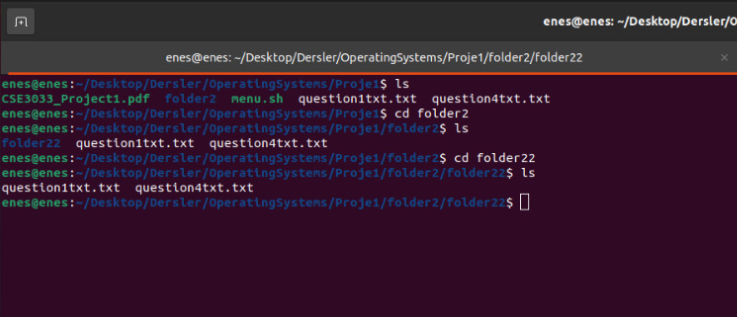 enes@enes: ~/Desktop/Dersler/O
enes@enes: ~/Desktop/Dersler/OperatingSystems/Proje1/folder2/folder22
enes@enes:~/Desktop/Dersler/OperatingSystems/Proje1$ ls
CSE3033_Project1.pdf folder2 menu.sh question1txt.txt question4txt.txt
enes@enes:~/Desktop/Dersler/OperatingSystems/Proje1$ cd folder2
enes@enes:~/Desktop/Dersler/OperatingSystems/Proje1/folder2$ ls
folder22 question1txt.txt question4txt.txt
enes@enes:~/Desktop/Dersler/OperatingSystems/Proje1/folder2$ cd folder22
enes@enes:~/Desktop/Dersler/OperatingSystems/Proje1/folder2/folder22$ ls
question1txt.txt question4txt.txt
enes@enes:~/Desktop/Dersler/OperatingSystems/Proje1/folder2/folder22$